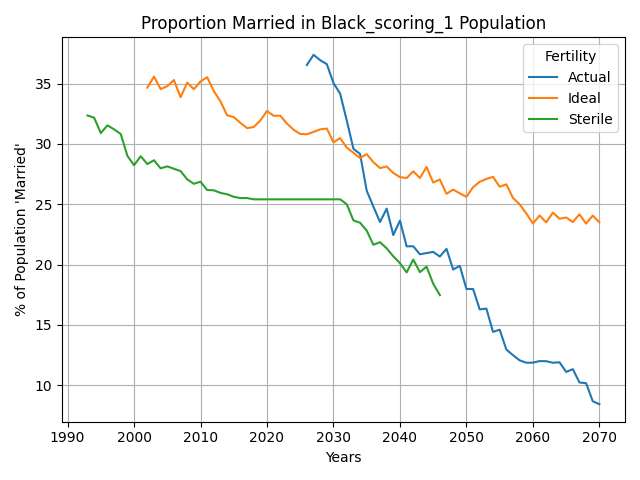 Proportion Married in Black_scoring_1 Population
% of Population 'Married'
Fertility
Actual
Ideal
Sterile
35
30
25
20
15
10
1990 2000 2010 2020 2030 2040 2050 2060 2070
Years